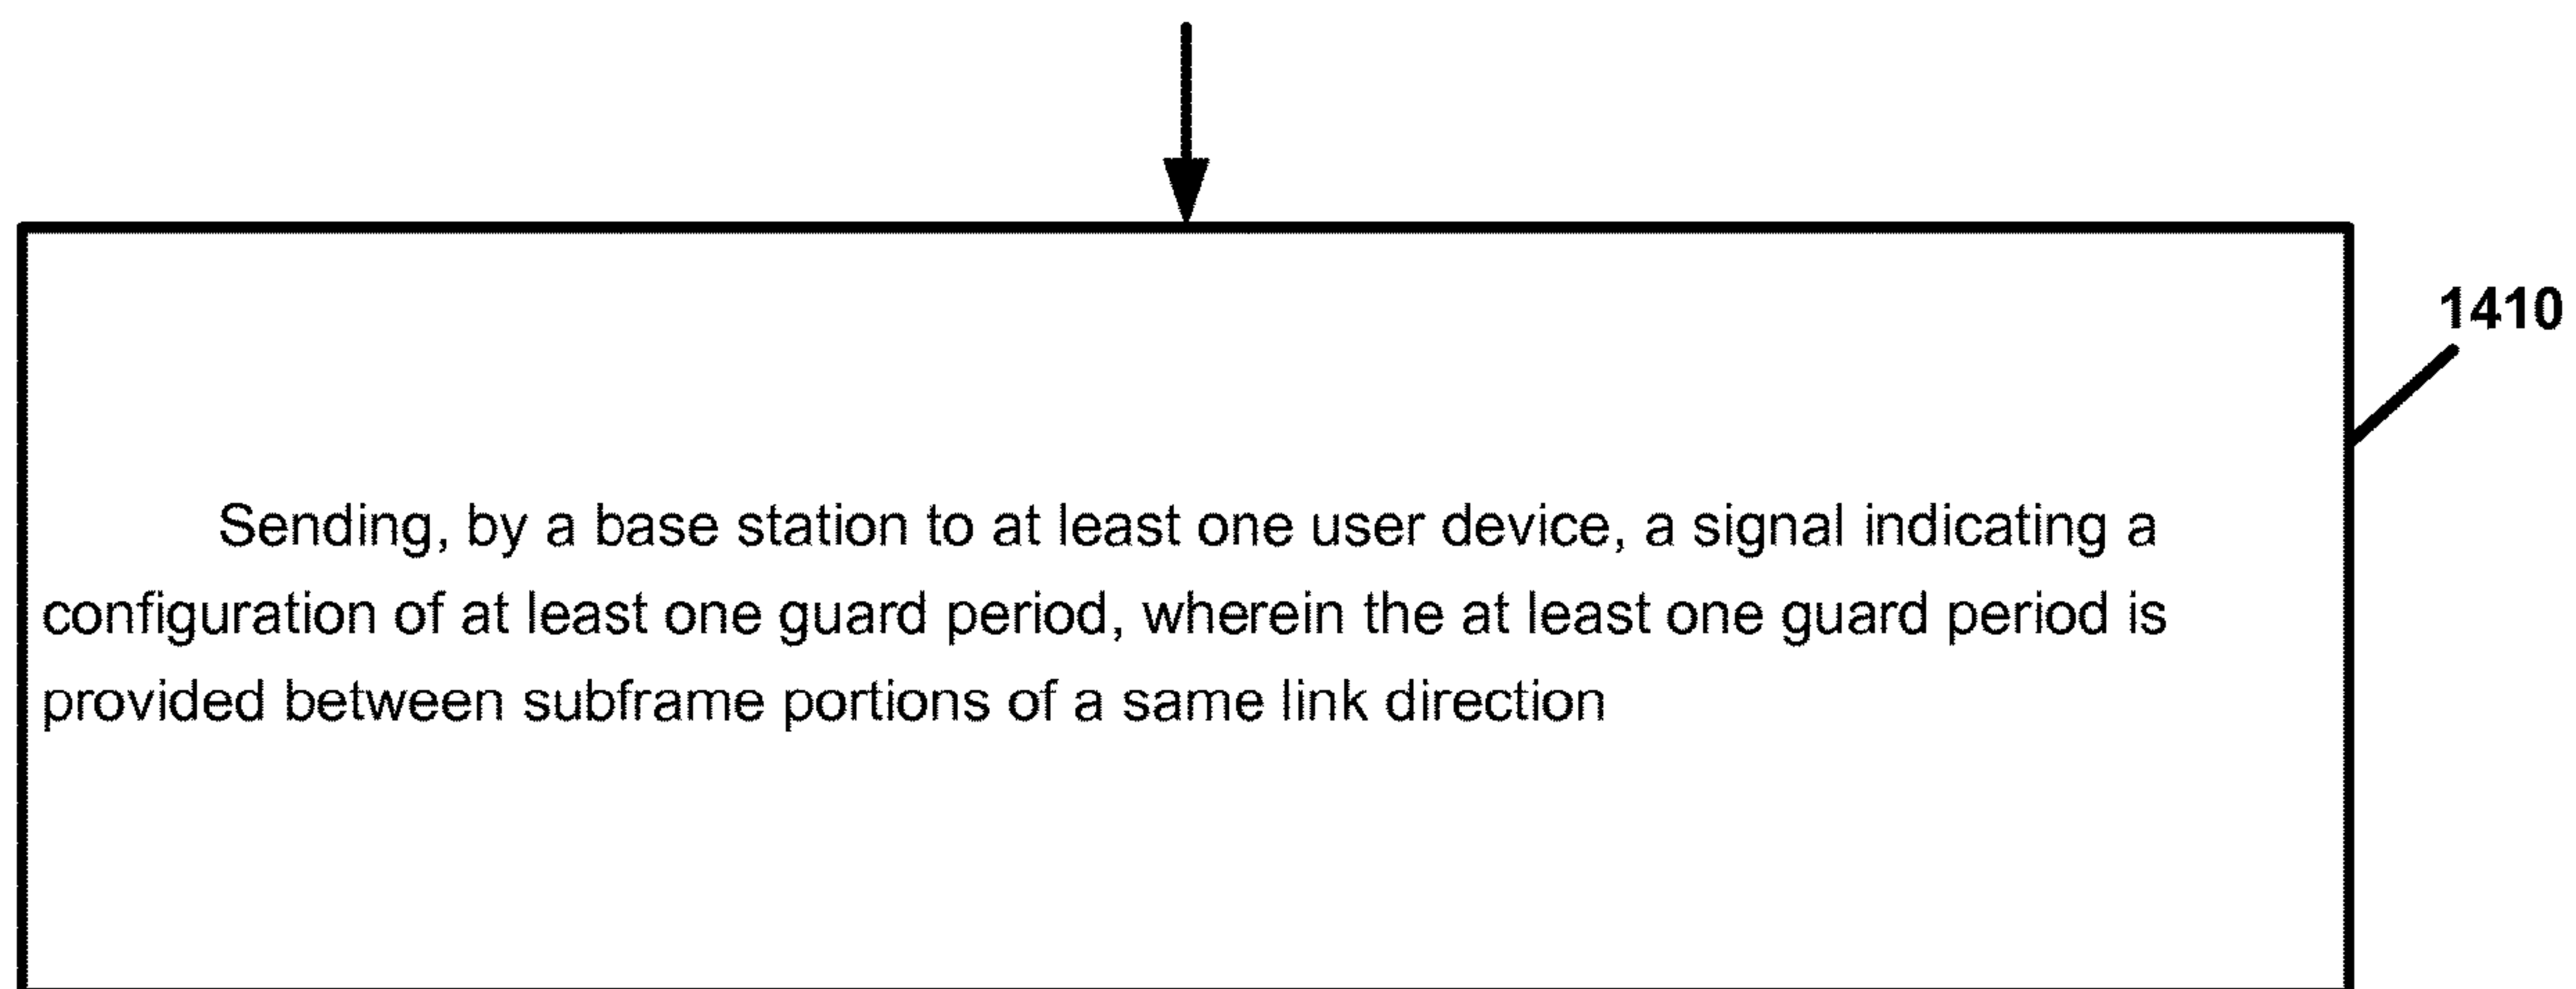 1410
Sending, by a base station to at least one user device, a signal indicating a
configuration of at least one guard period, wherein the at least one guard period is
provided between subframe portions of a same link direction